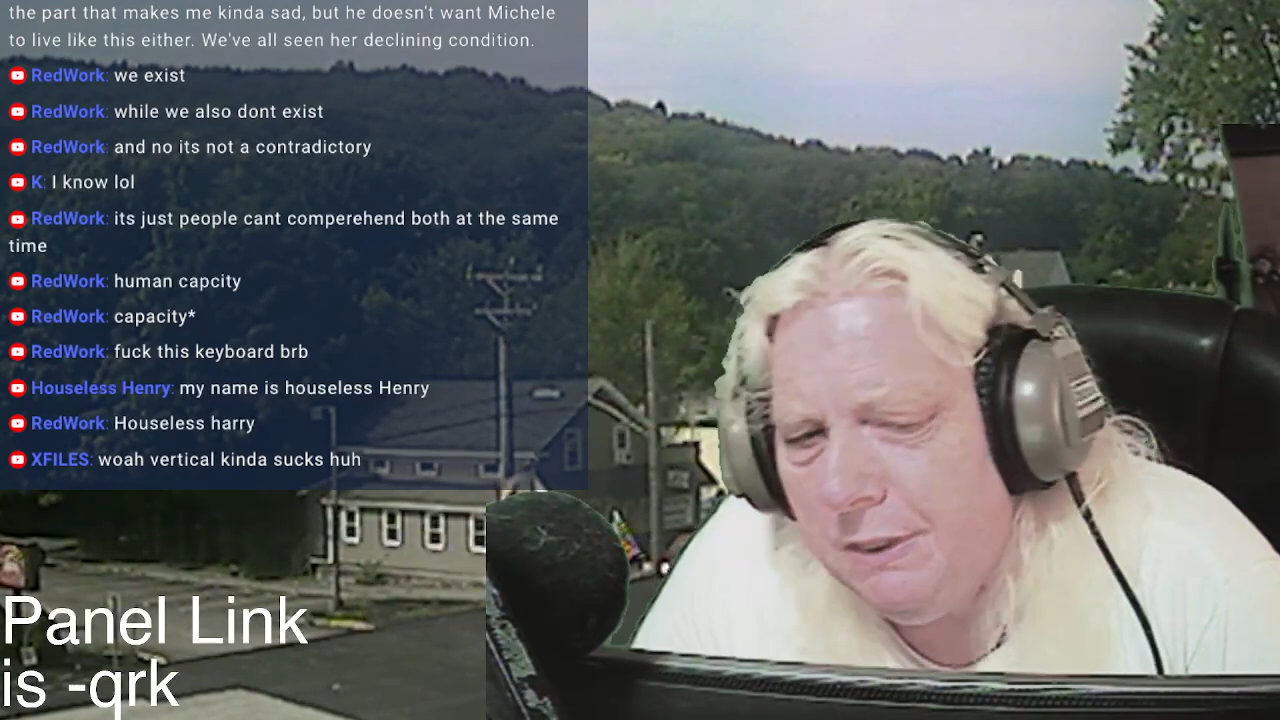 the part that makes me kinda sad, but he doesn't want Michele
to live like this either. We've all seen her declining condition.
RedWork: we exist
RedWork: while we also dont exist
RedWork: and no its not a contradictory
K: I know lol
RedWork: its just people cant comperehend both at the same
time
RedWork: human capcity
RedWork: capacity*
RedWork: fuck this keyboard brb
Houseless Henry: my name is houseless Henry
RedWork: Houseless harry
XFILES: woah vertical kinda sucks huh
Panel Link
is -qrk